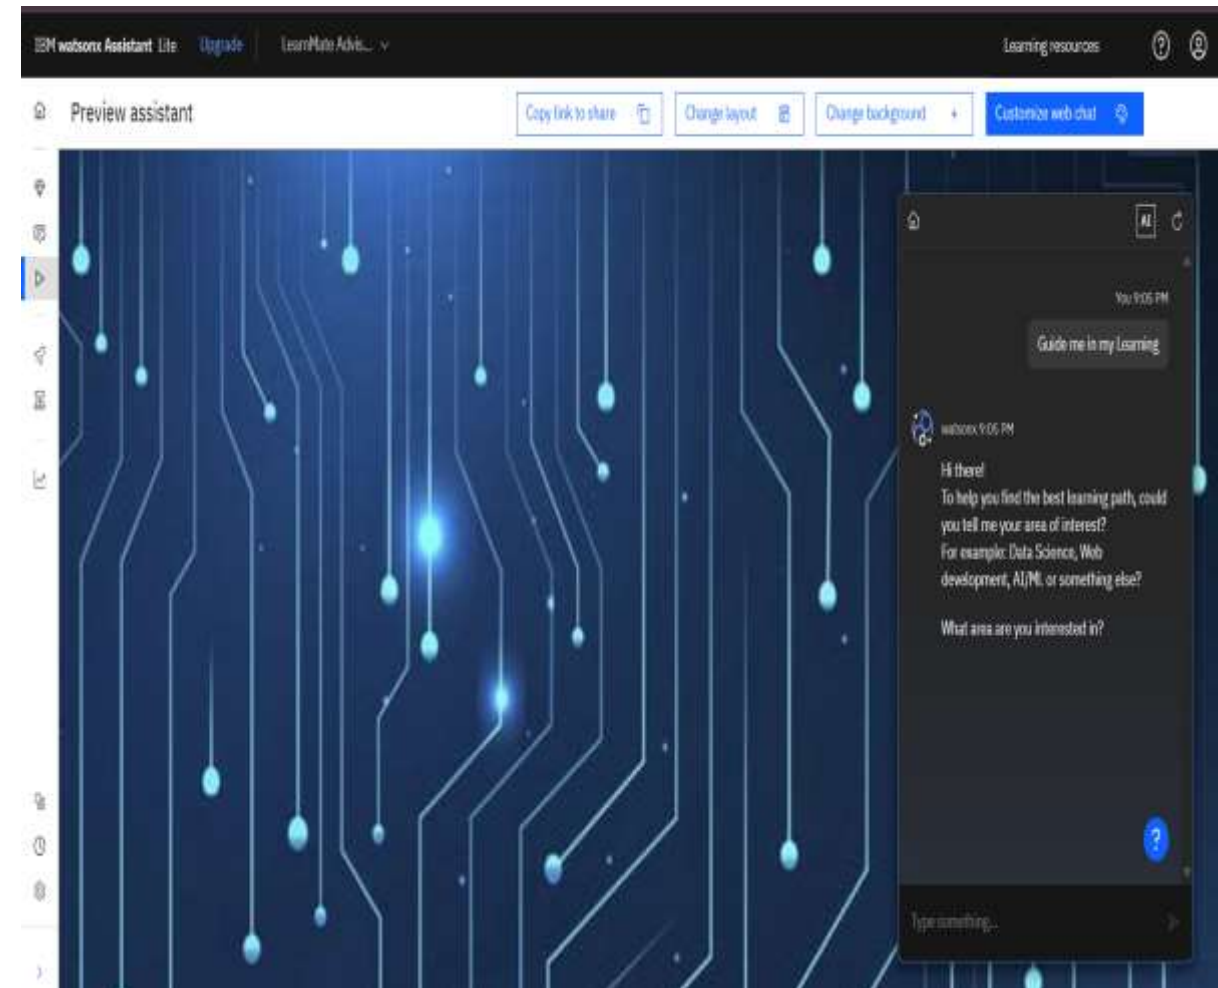 IBM watsonx Assistant Lite Upgrade LearnMate Advis... Learning resources
Preview assistant Copy link to share Change layout Change background + Customize web chat
AI
You 9:05 PM
Guide me in my Learning
watsonx 9:05 PM
Hi there!
To help you find the best learning path, could
you tell me your area of interest?
For example: Data Science, Web
development, AI/ML or something else?
What area are you interested in?
?
Type something...